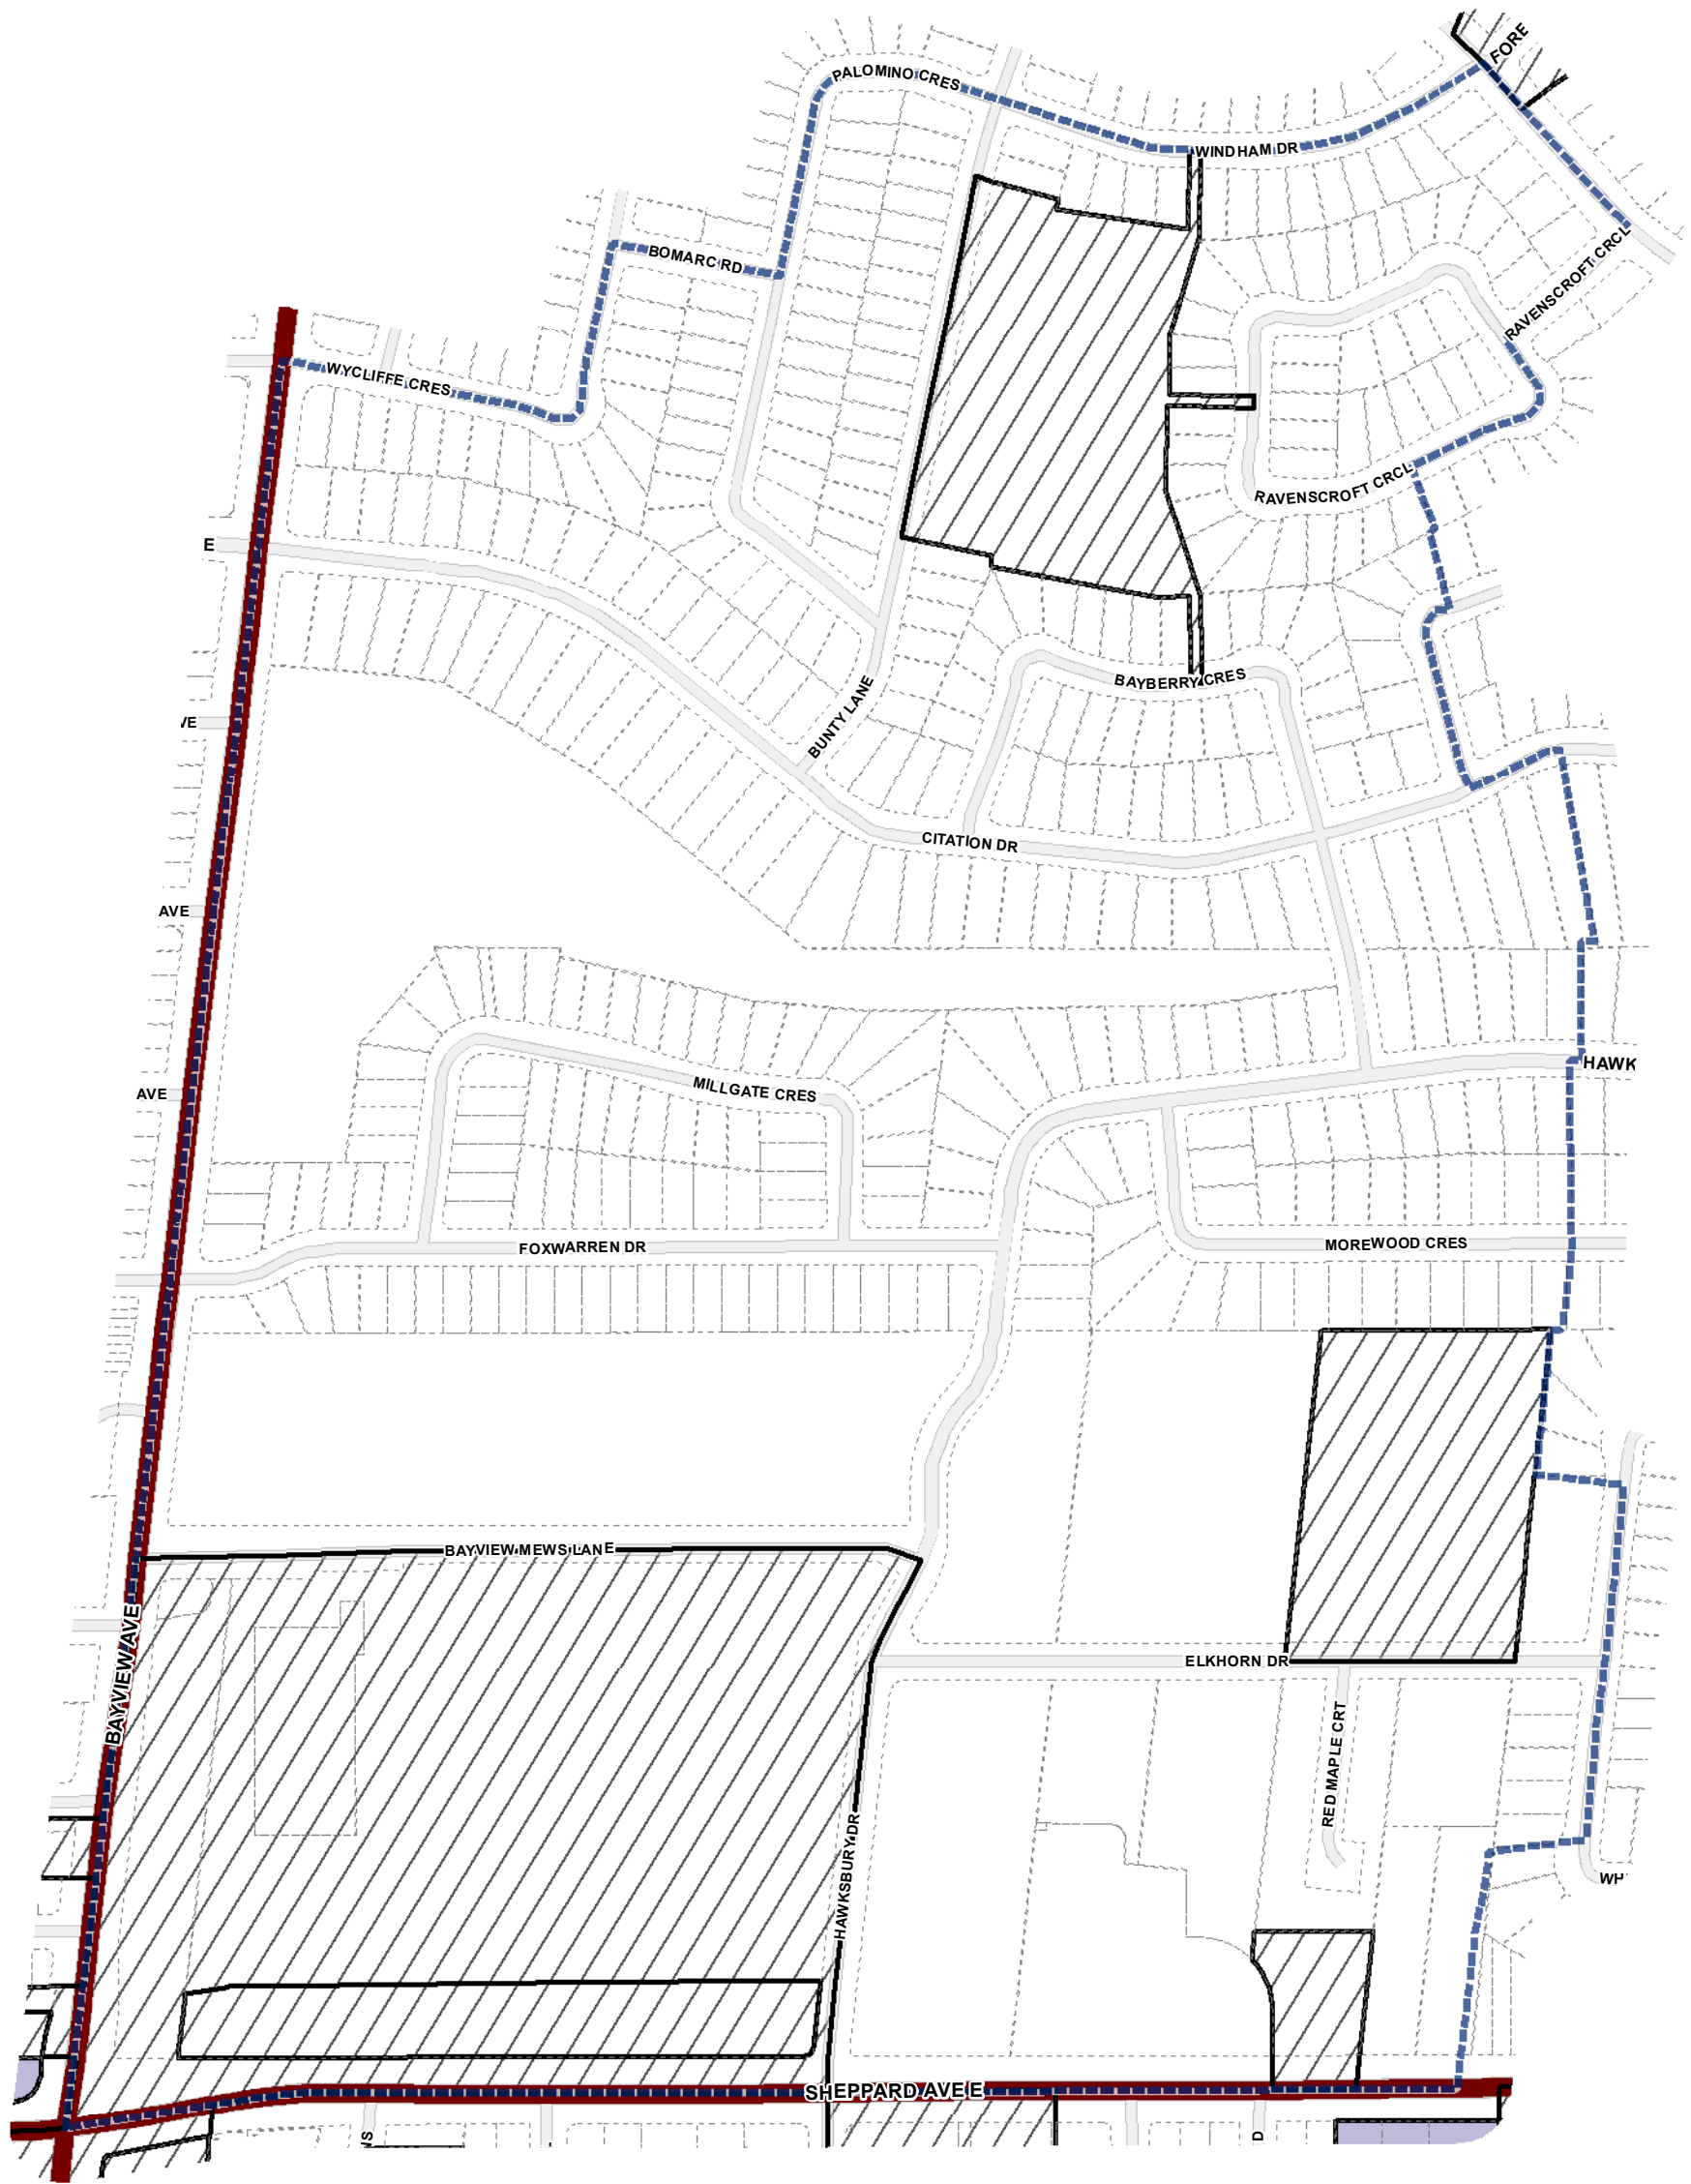 FORE
PALOMINO CRES
WINDHAM DR
BOMARC RD
RAVENSCROFT CRCL
WYCLIFFE CRES
RAVENSCROFT CRCL
E
BAYBERRY CRES
BUNTY LANE
VE
CITATION DR
AVE
HAWK
MILLGATE CRES
AVE
FOXWARREN DR
MOREWOOD CRES
BAYVIEW MEWS LANE
BAYVIEW AVE
ELKHORN DR
RED MAPLE CRT
HAWKSBURY DR
WH
SHEPPARD AVE E
S
D